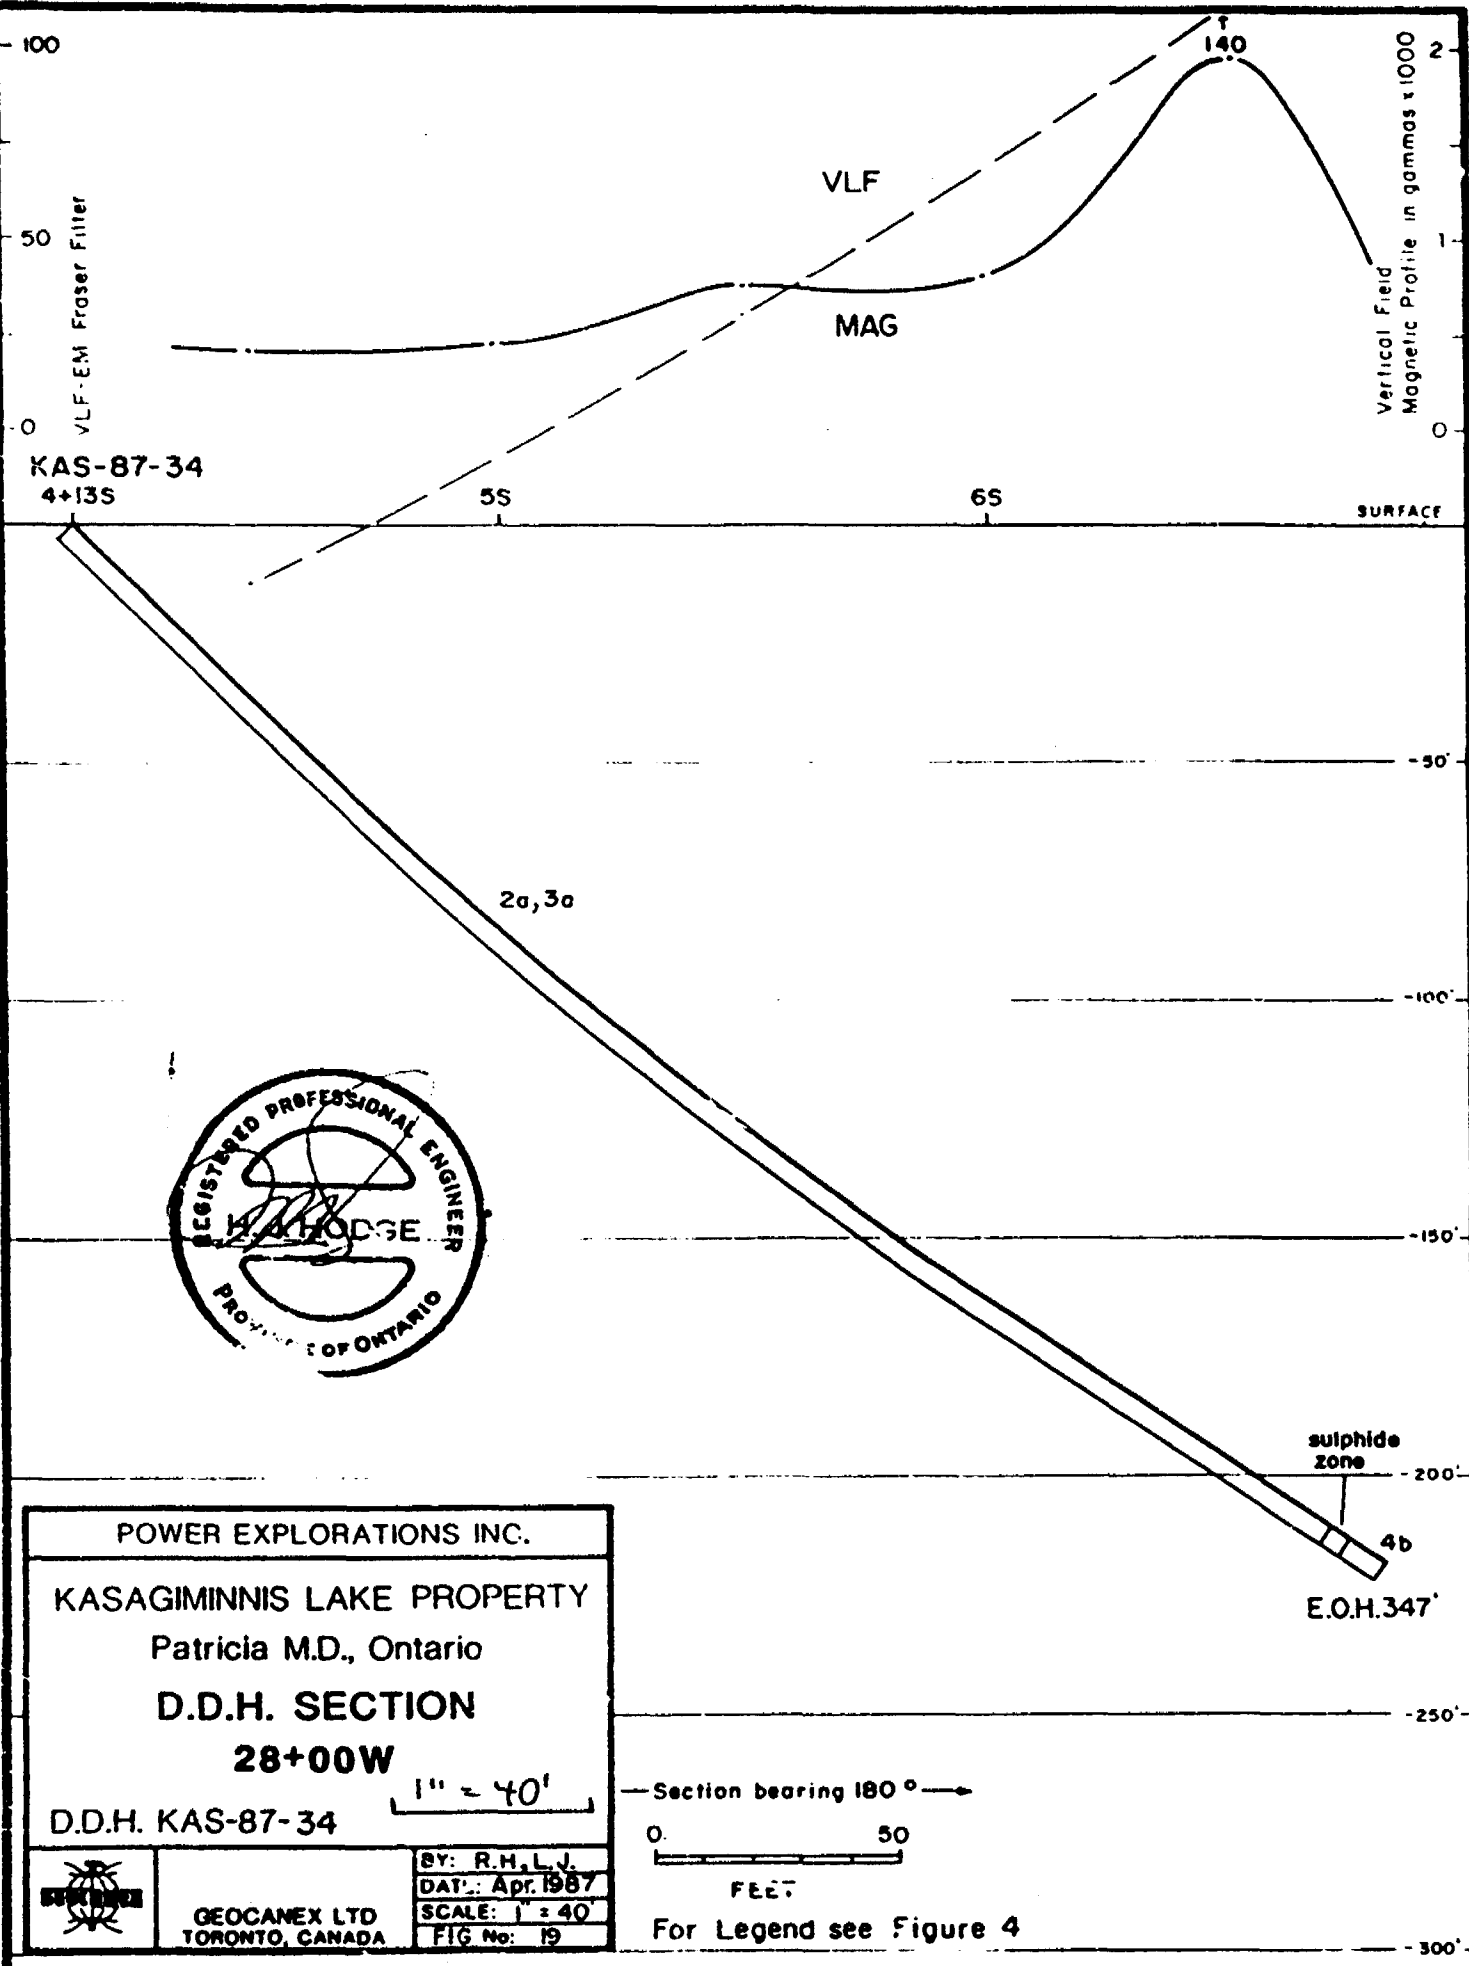 100
50
0
VLF-EM Fraser Filter
VLF
MAG
140
2
1
0
Vertical Field
Magnetic Profile in gammas x 1000
KAS-87-34
4+13S
5S
6S
SURFACE
-50'
-100'
-150'
-200'
-250'
-300'
2a,3a
REGISTERED PROFESSIONAL ENGINEER
HODGE
OF ONTARIO
sulphide
zone
4b
E.O.H. 347'
POWER EXPLORATIONS INC.
KASAGIMINNIS LAKE PROPERTY
Patricia M.D., Ontario
D.D.H. SECTION
28+00W
1" = 40'
D.D.H. KAS-87-34
GEOCANEX LTD
TORONTO, CANADA
BY: R.H., L.J.
DATE: Apr. 1987
SCALE: 1" = 40'
FIG No: 19
Section bearing 180°
0 50
FEET
For Legend see Figure 4